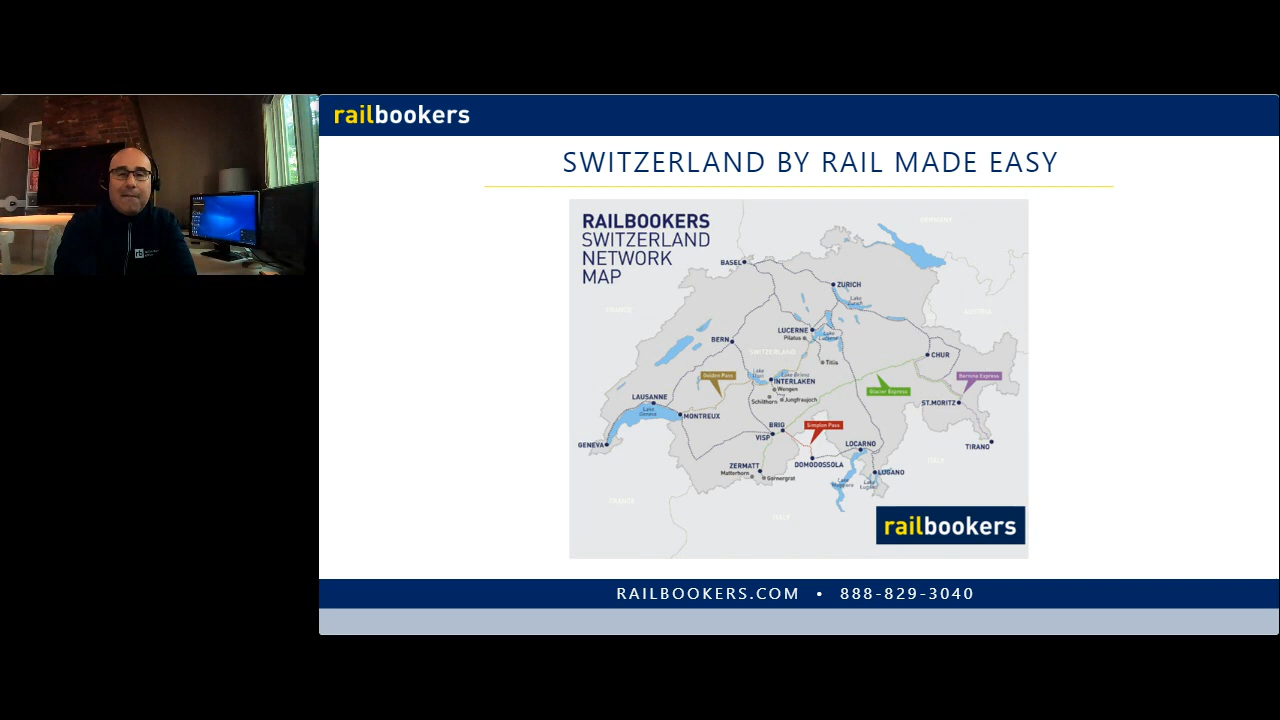 railbookers
SWITZERLAND BY RAIL MADE EASY
RAILBOOKERS
SWITZERLAND
NETWORK
MAP
GERMANY
BASEL
ZURICH
Lake
Zurich
FRANCE
AUSTRIA
LUCERNE
Pilatus
Lake
Lucerne
BERN
SWITZERLAND
CHUR
Titlis
Golden Pass
Lake
Thun
Lake Brienz
INTERLAKEN
Wengen
Bernina Express
Glacier Express
LAUSANNE
Schilthorn
Jungfraujoch
ST.MORITZ
Lake
Geneva
MONTREUX
BRIG
Simplon Pass
VISP
GENEVA
LOCARNO
TIRANO
ZERMATT
DOMODOSSOLA
ITALY
Matterhorn
Gornergrat
LUGANO
Lake
Maggiore
Lake
Lugano
FRANCE
ITALY
railbookers
RAILBOOKERS.COM • 888-829-3040
rb